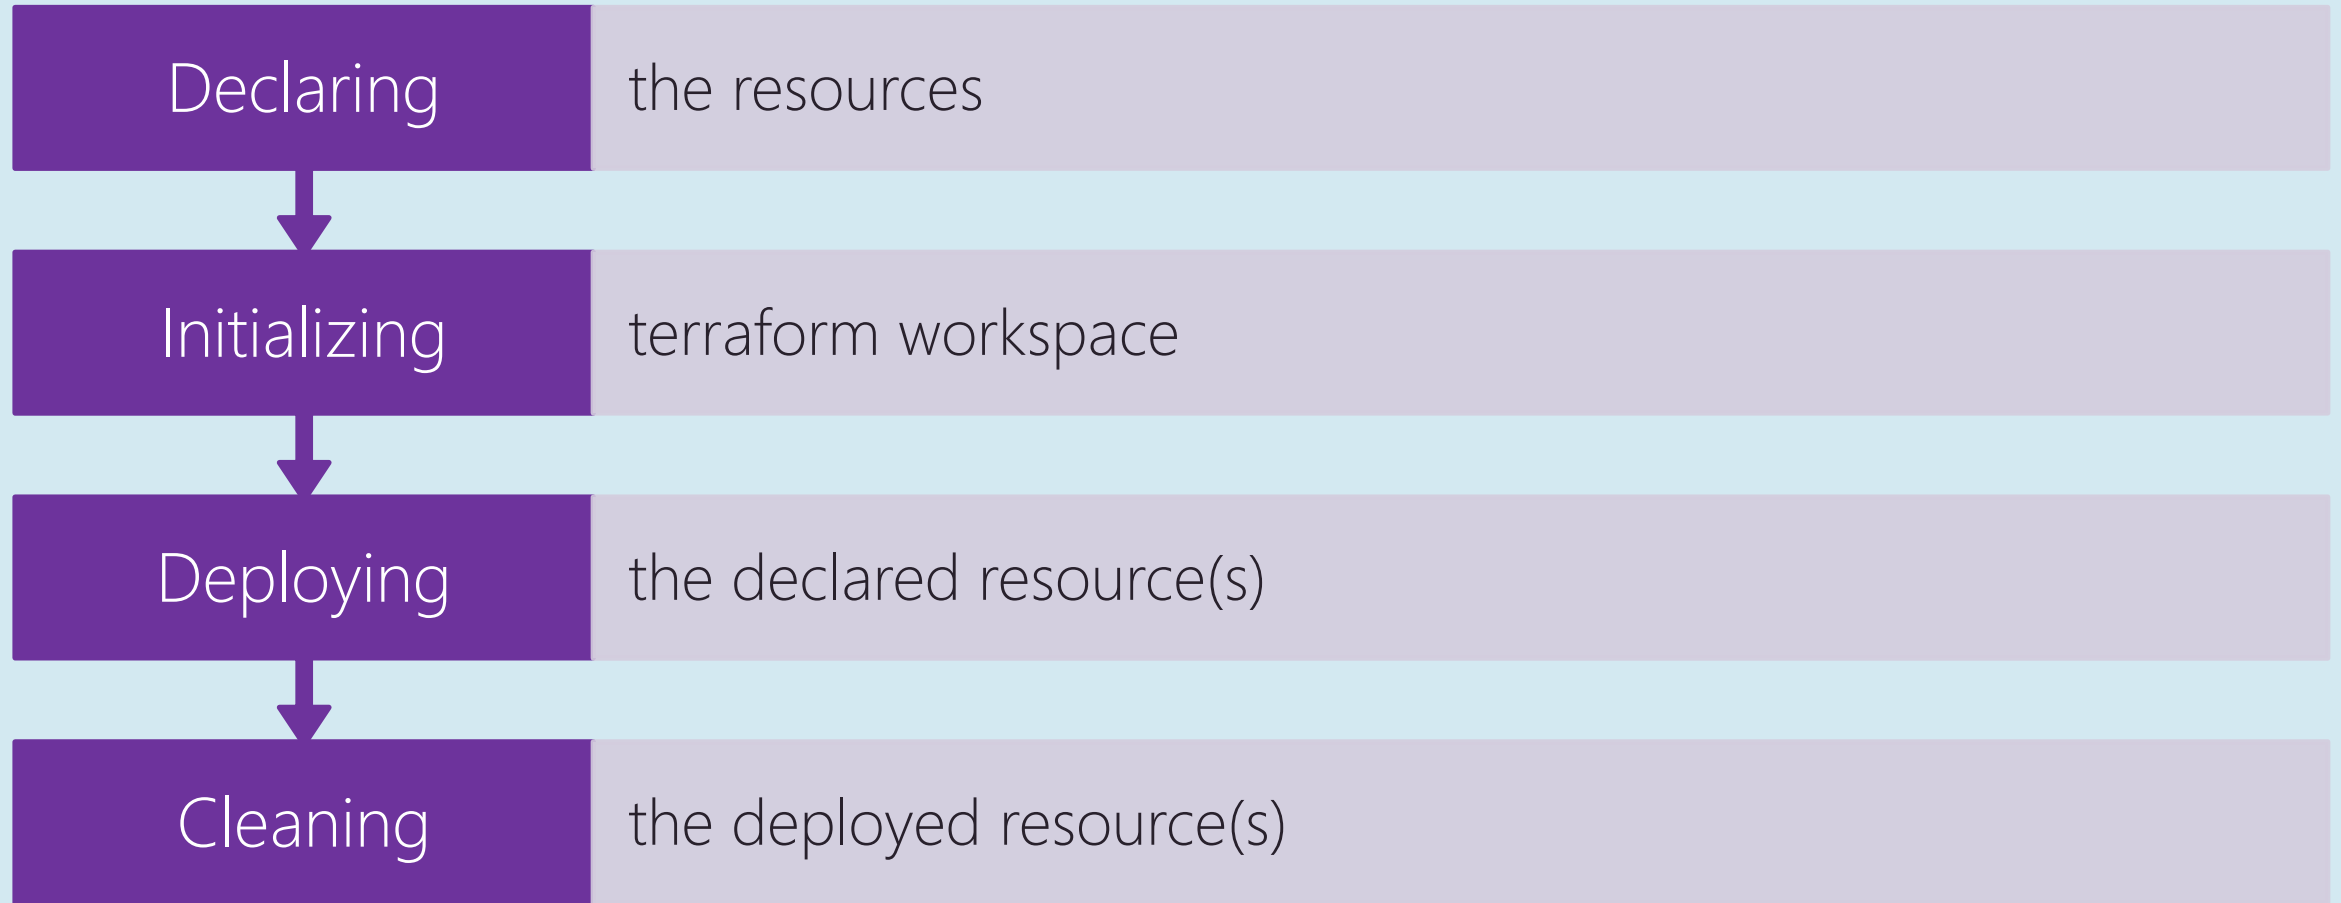 Declaring
the resources
Initializing
terraform workspace
Deploying
the declared resource(s)
Cleaning
the deployed resource(s)